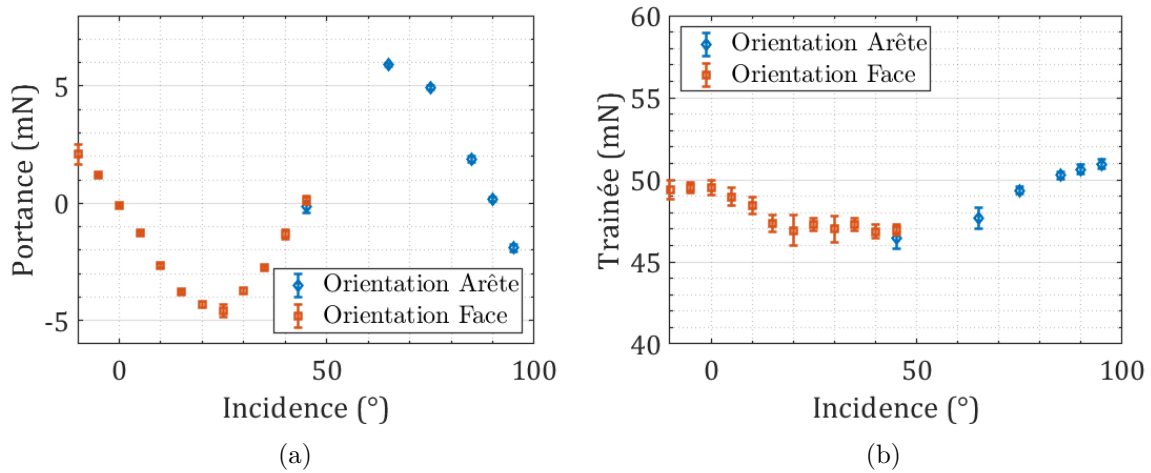 5
0
-5
Portance (mN)
Orientation Arête
Orientation Face
0
50
100
Incidence (°)
(a)
60
55
50
45
40
Trainée (mN)
Orientation Arête
Orientation Face
0
50
100
Incidence (°)
(b)